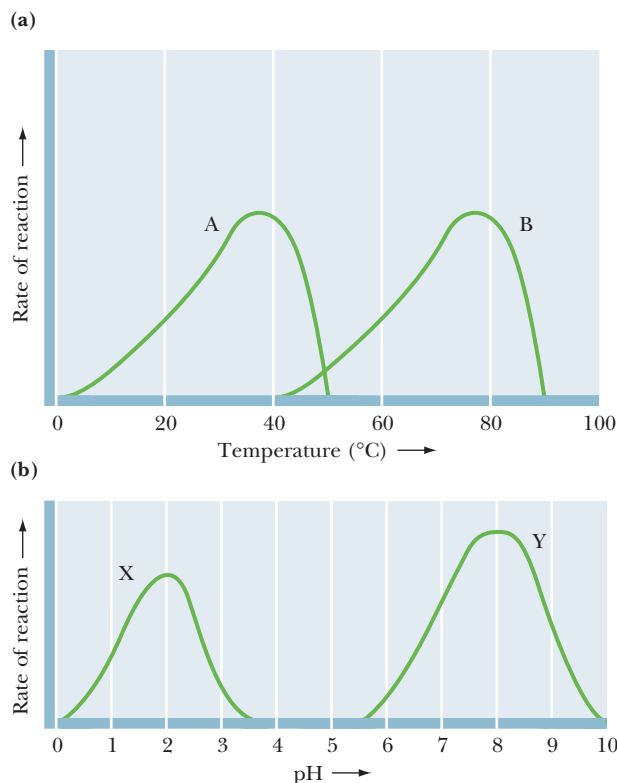 (a)
Rate of reaction →
A
B
0 20 40 60 80 100
Temperature (°C) →
(b)
Rate of reaction →
X
Y
0 1 2 3 4 5 6 7 8 9 10
pH →